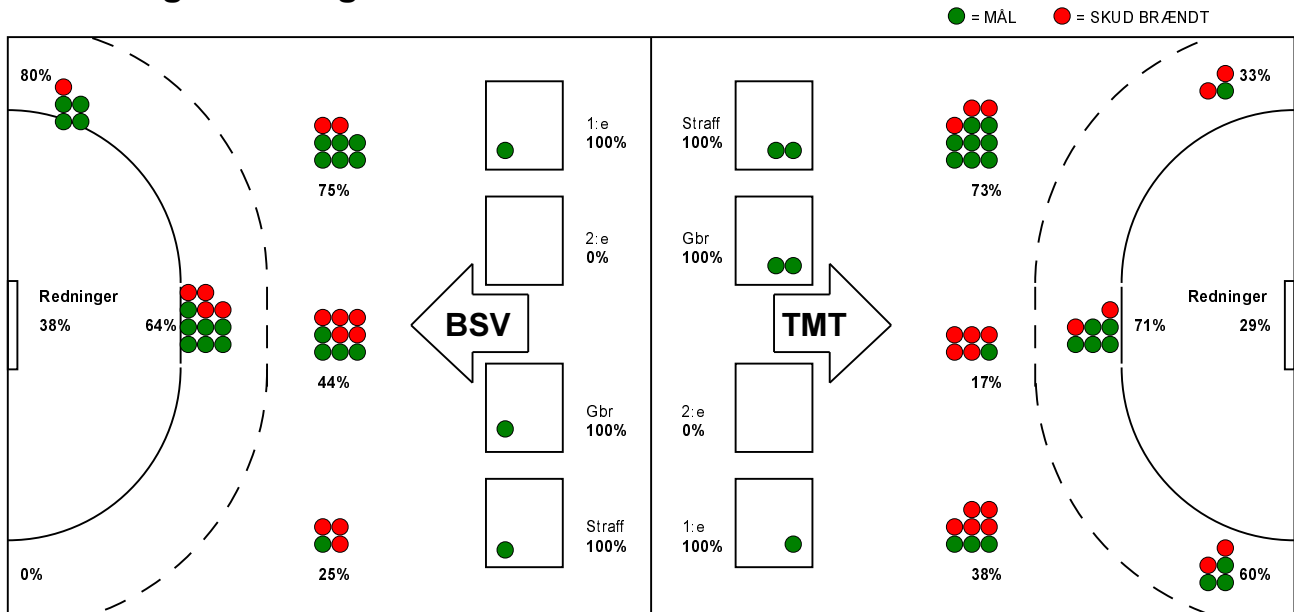 = MÅL
= SKUD BRÆNDT
80%
33%
1:e
100%
Straff
100%
75%
73%
2:e
0%
Gbr
100%
Redninger
38%
64%
BSV
TMT
71%
Redninger
29%
44%
17%
Gbr
100%
2:e
0%
Straff
100%
1:e
100%
0%
25%
38%
60%